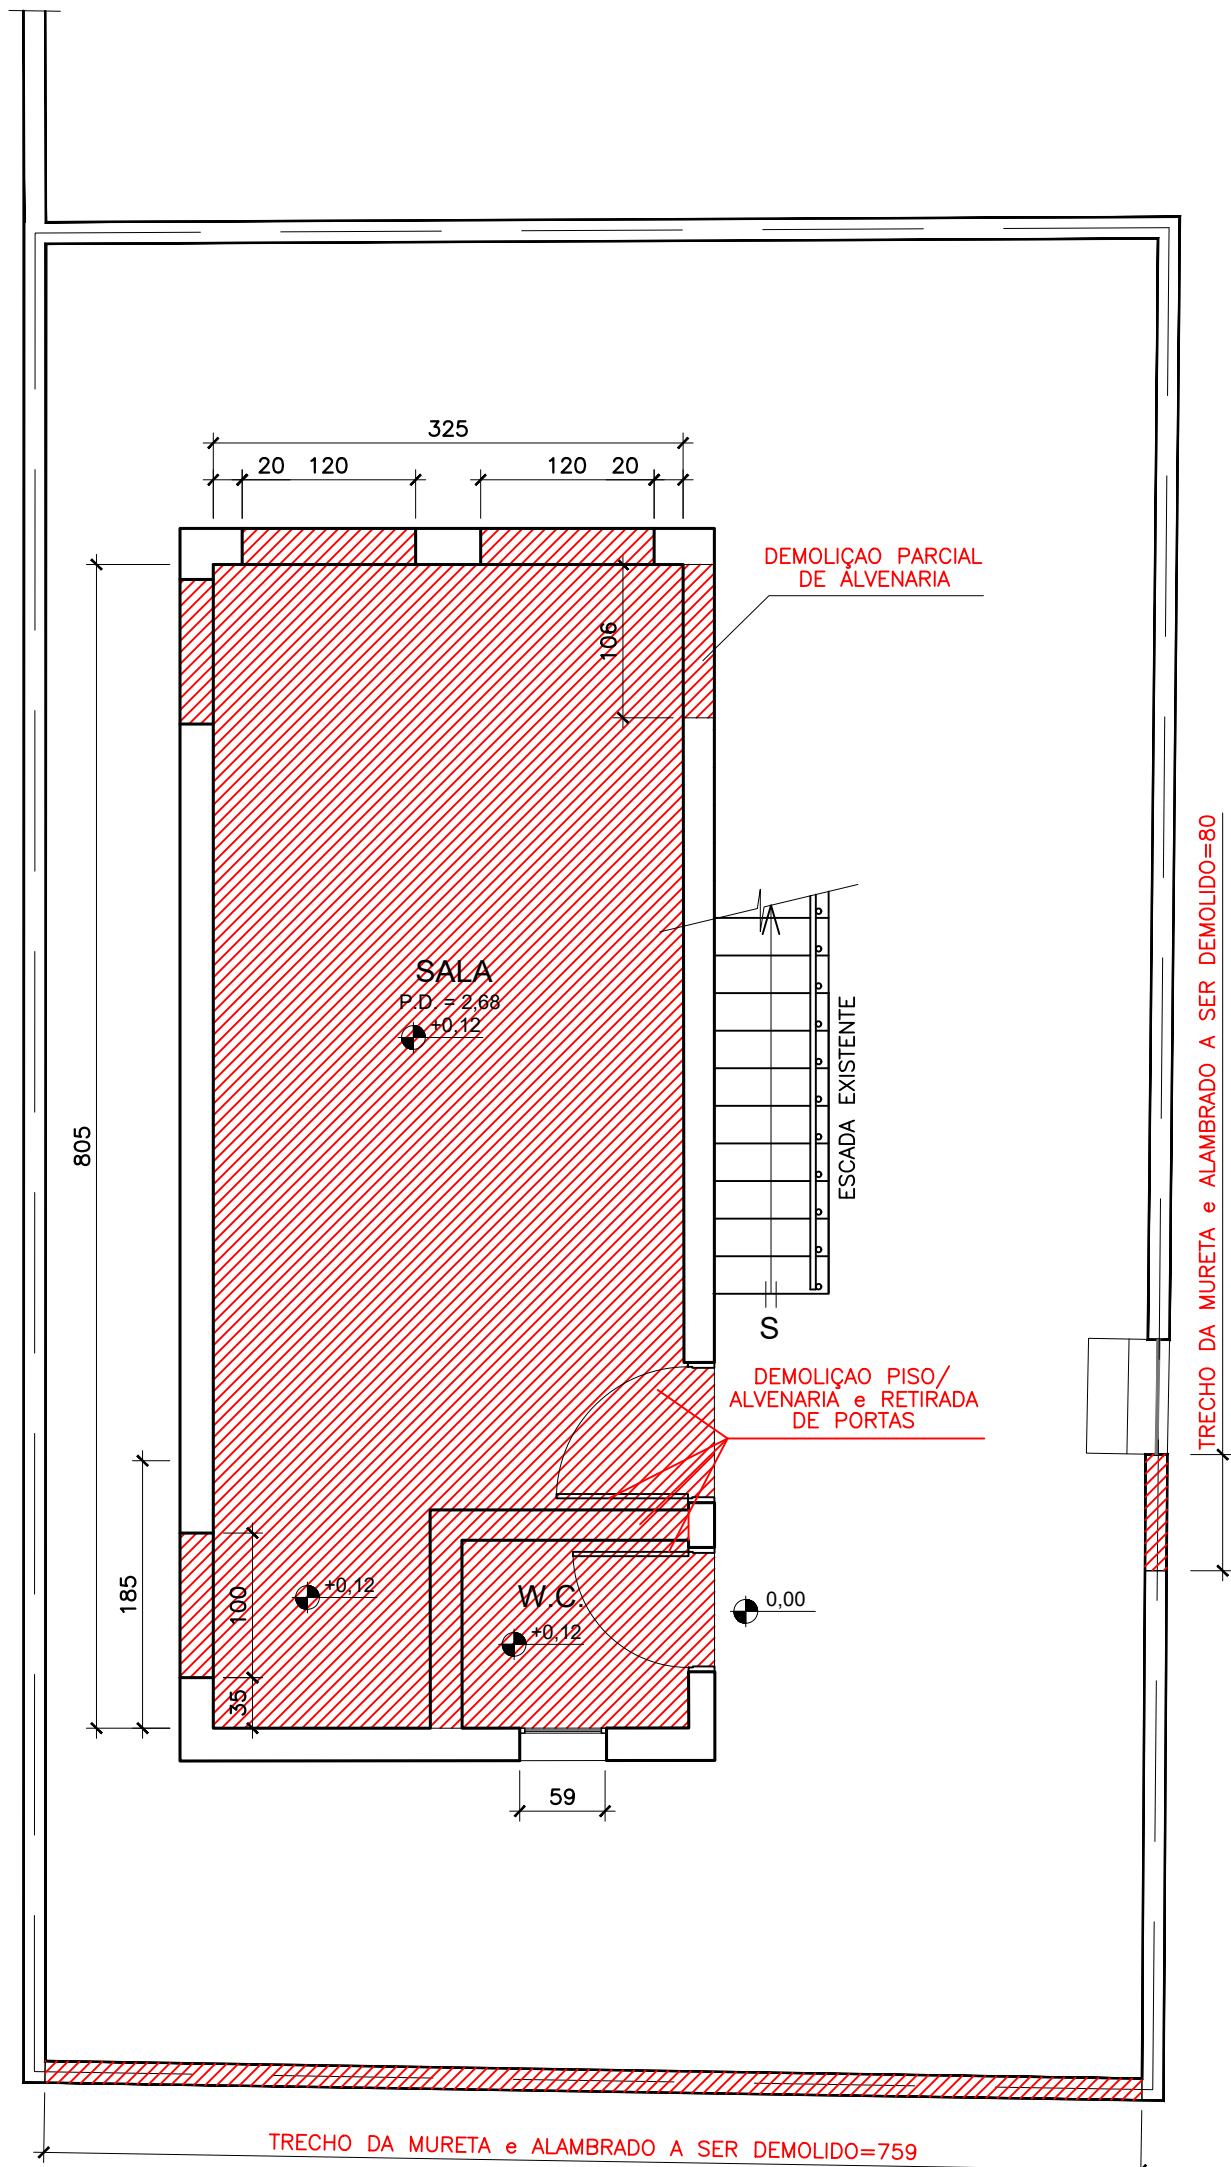 325
20 120
120 20
DEMOLIÇAO PARCIAL
DE ALVENARIA
106
TRECHO DA MURETA e ALAMBRADO A SER DEMOLIDO=80
SALA
P.D. = 2,68
+0,12
ESCADA EXISTENTE
805
S
DEMOLIÇAO PISO/
ALVENARIA e RETIRADA
DE PORTAS
185
100
+0,12
W.C.
+0,12
0,00
35
59
TRECHO DA MURETA e ALAMBRADO A SER DEMOLIDO=759